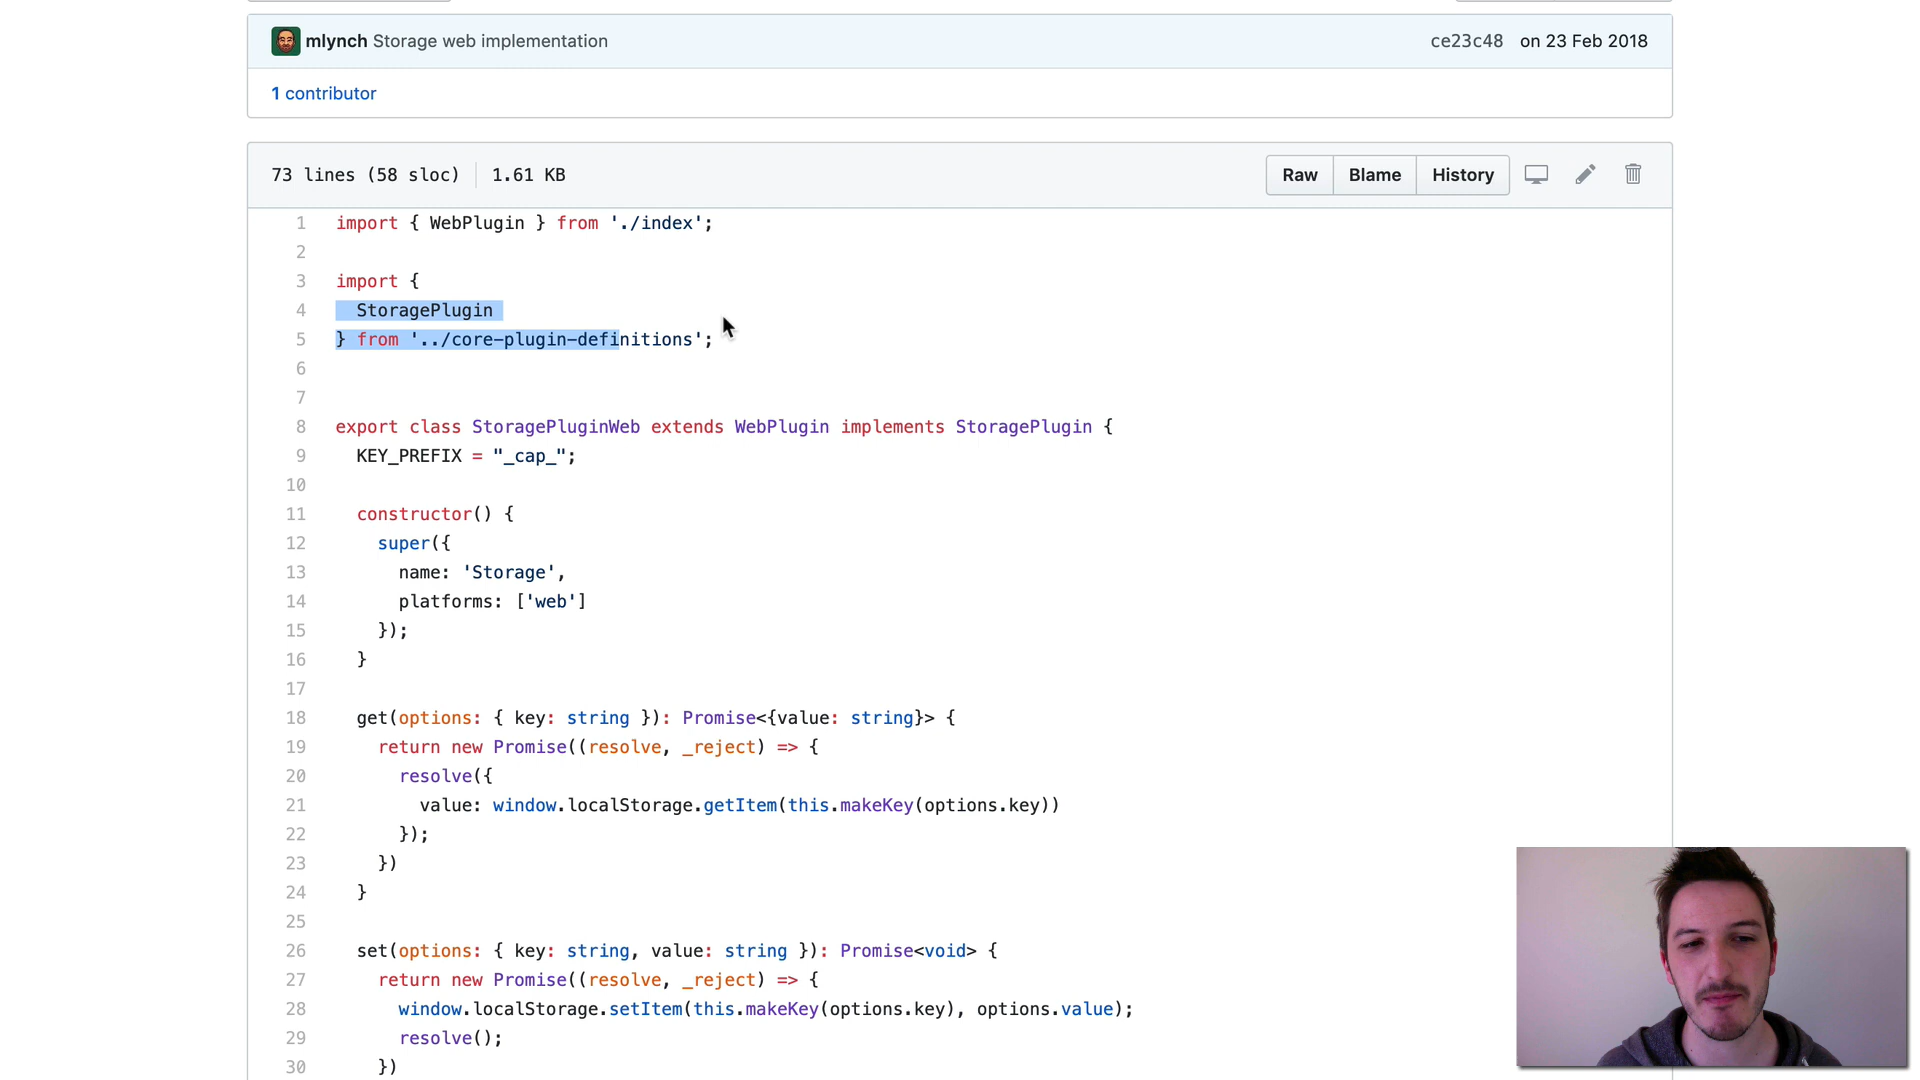 mlynch Storage web implementation ce23c48 on 23 Feb 2018
1 contributor
73 lines (58 sloc) 1.61 KB Raw Blame History
1 import { WebPlugin } from './index';
2
3 import {
4   StoragePlugin
5 } from '../core-plugin-definitions';
6
7
8 export class StoragePluginWeb extends WebPlugin implements StoragePlugin {
9   KEY_PREFIX = "_cap_";
10
11   constructor() {
12     super({
13       name: 'Storage',
14       platforms: ['web']
15     });
16   }
17
18   get(options: { key: string }): Promise<{value: string}> {
19     return new Promise((resolve, _reject) => {
20       resolve({
21         value: window.localStorage.getItem(this.makeKey(options.key))
22       });
23     })
24   }
25
26   set(options: { key: string, value: string }): Promise<void> {
27     return new Promise((resolve, _reject) => {
28       window.localStorage.setItem(this.makeKey(options.key), options.value);
29       resolve();
30     })